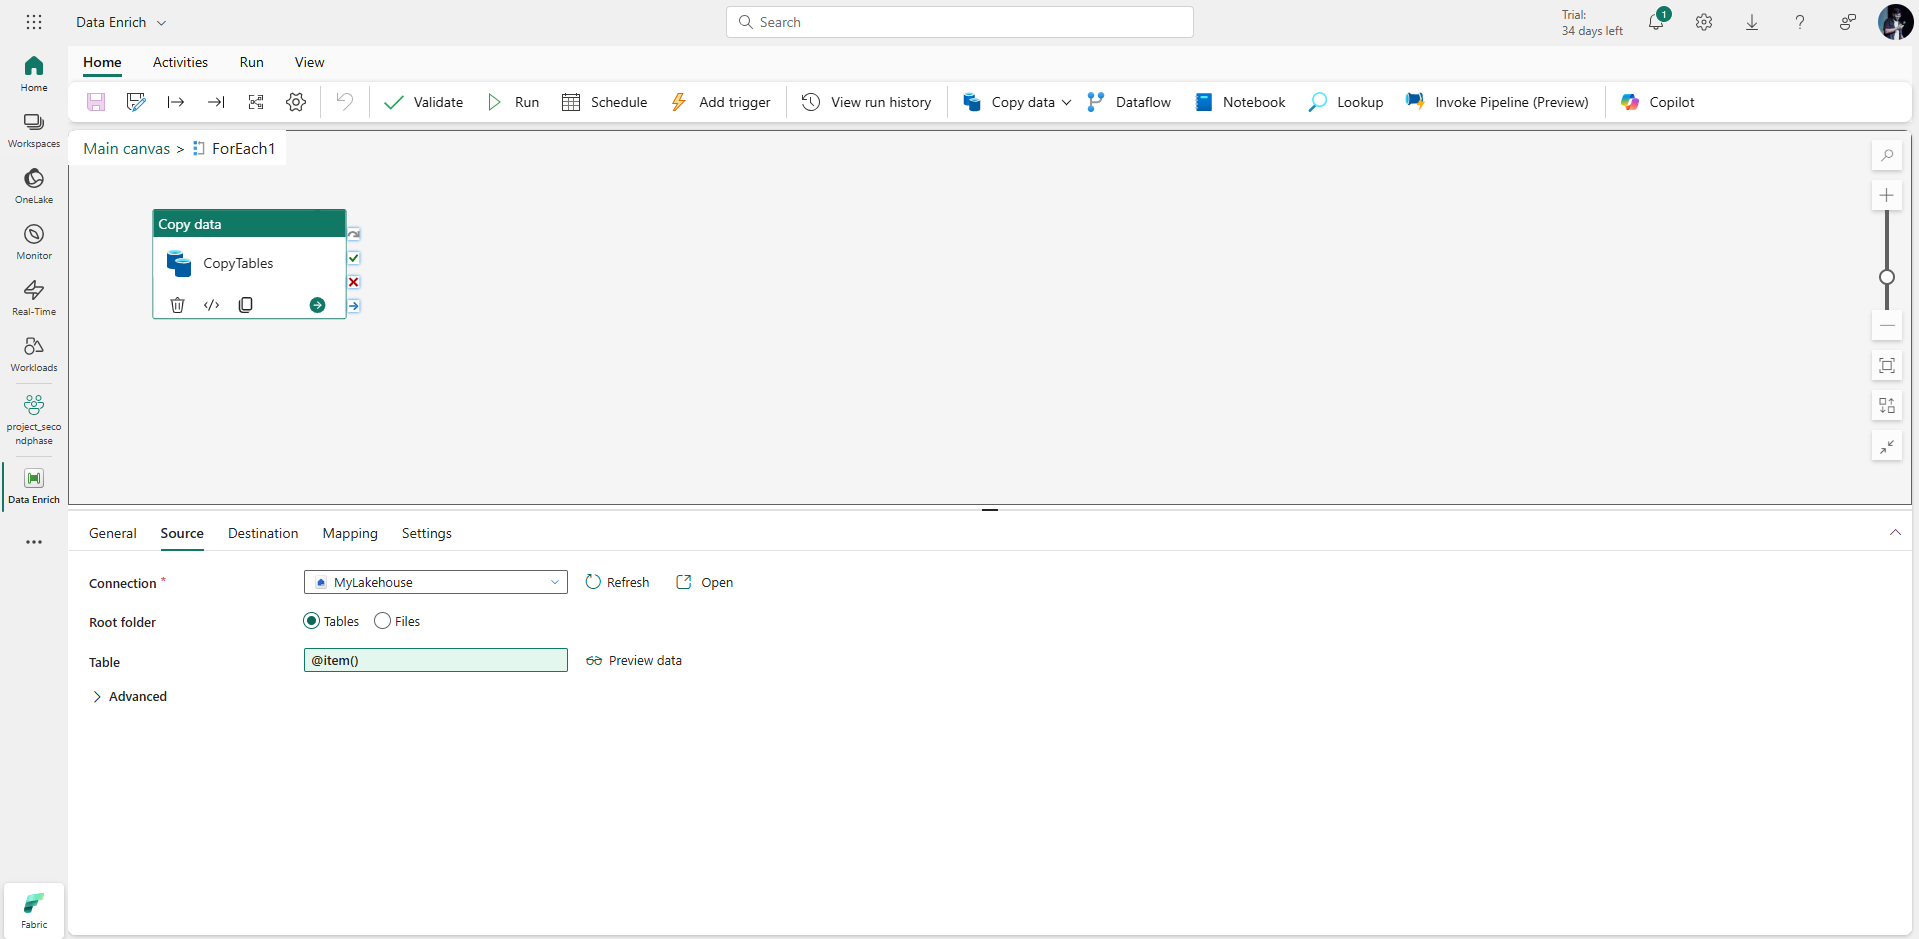 Data Enrich
Search
Trial:
34 days left
1
Home
Workspaces
OneLake
Monitor
Real-Time
Workloads
project_seco
ndphase
Data Enrich
Fabric
Home Activities Run View
Validate Run Schedule Add trigger View run history Copy data Dataflow Notebook Lookup Invoke Pipeline (Preview) Copilot
Main canvas > ForEach1
Copy data
CopyTables
General Source Destination Mapping Settings
Connection * MyLakehouse Refresh Open
Root folder Tables Files
Table @item() Preview data
Advanced